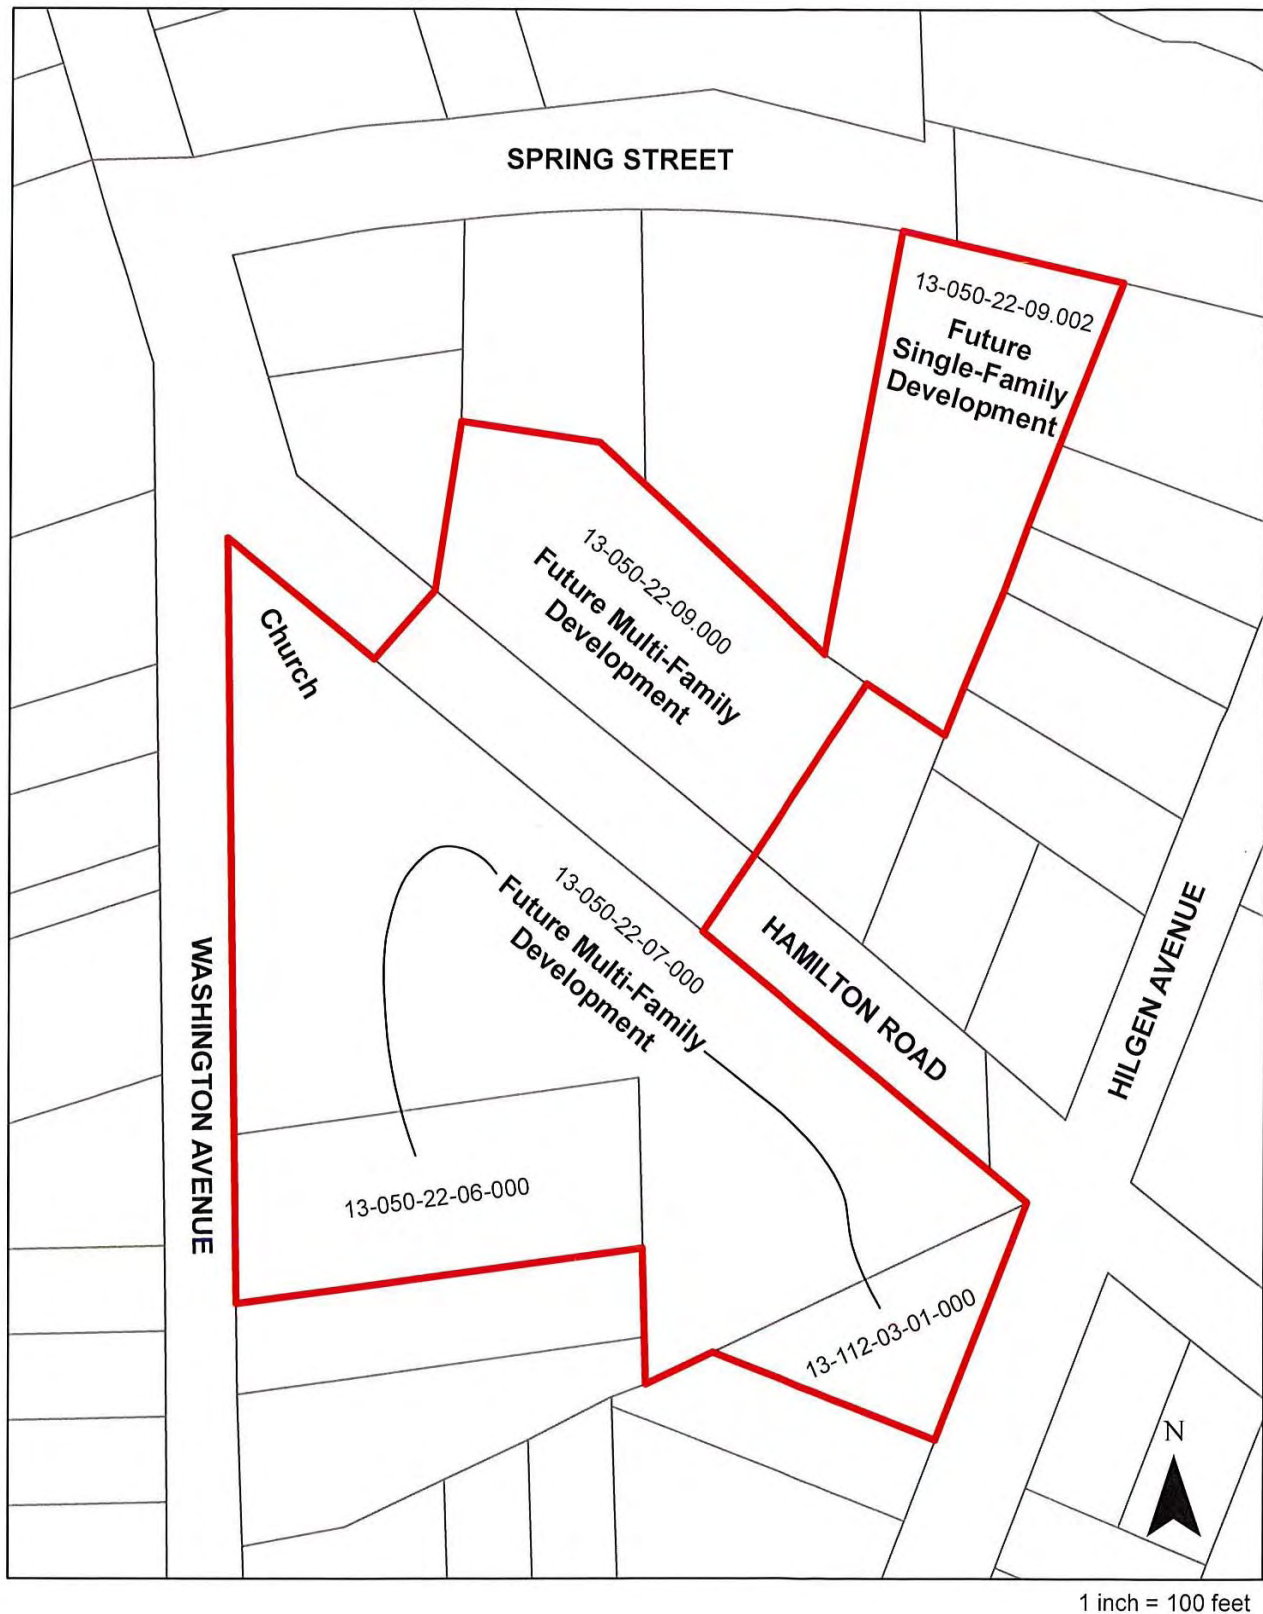 SPRING STREET
13-050-22-09.002
Future
Single-Family
Development
13-050-22-09.000
Future Multi-Family
Development
Church
13-050-22-07-000
Future Multi-Family
Development
HAMILTON ROAD
HILGEN AVENUE
WASHINGTON AVENUE
13-050-22-06-000
13-112-03-01-000
N
1 inch = 100 feet